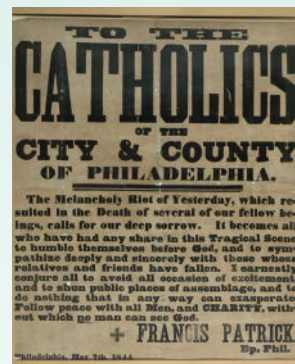 TO THE
CATHOLICS
OF THE
CITY & COUNTY
OF PHILADELPHIA.
The Melancholy Riot of Yesterday, which re
sulted in the Death of several of our fellow be-
ings, calls for our deep sorrow. It becomes all
who have had any share in this Tragical Scene
to humble themselves before God, and to sym-
pathize deeply and sincerely with those whose
relatives and friends have fallen. I earnestly
conjure all to avoid all occasion of excitement
and to shun public places of assemblage, and to
do nothing that in any way can exasperate
Follow peace with all Men, and CHARITY, with-
out which no man can see God.
+ FRANCIS PATRICK
Ep. Phil.
Philadelphia, May 7th, 1844